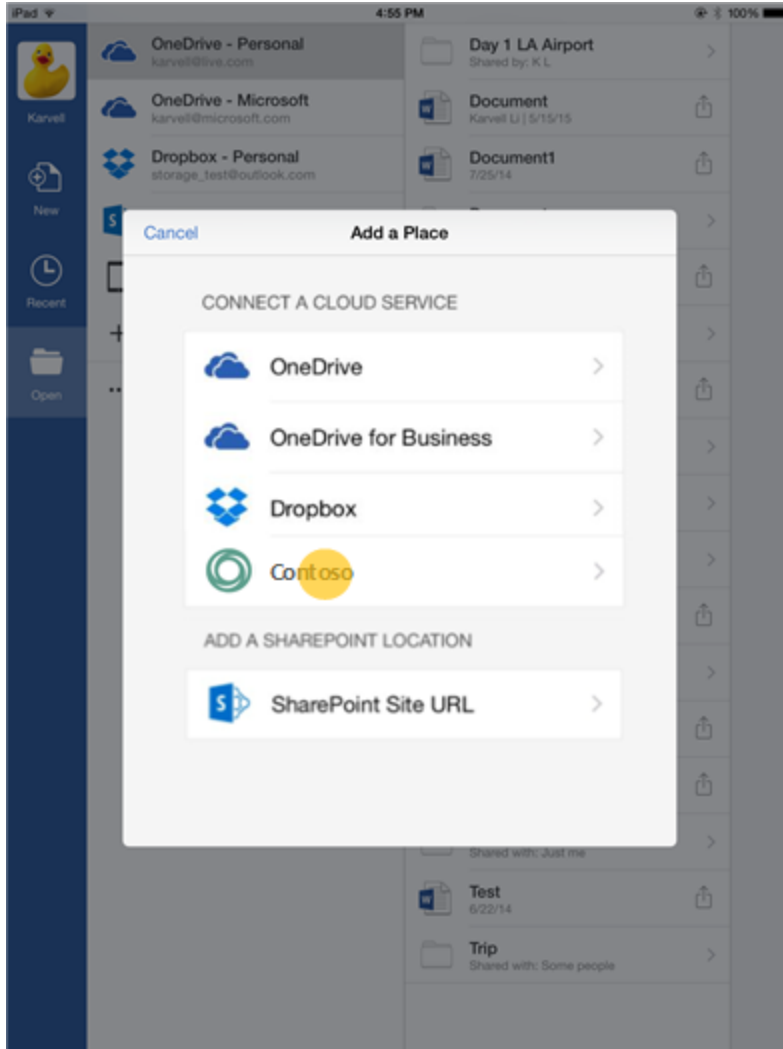 iPad
4:55 PM
100%
Karvell
New
Recent
Open
OneDrive - Personal
karvell@live.com
OneDrive - Microsoft
karvell@microsoft.com
Dropbox - Personal
storage_test@outlook.com
S
Day 1 LA Airport
Shared by: K L
Document
Karvell Li | 5/15/15
Document1
7/25/14
Cancel
Add a Place
CONNECT A CLOUD SERVICE
OneDrive
OneDrive for Business
Dropbox
Contoso
ADD A SHAREPOINT LOCATION
SharePoint Site URL
Shared with: Just me
Test
6/22/14
Trip
Shared with: Some people